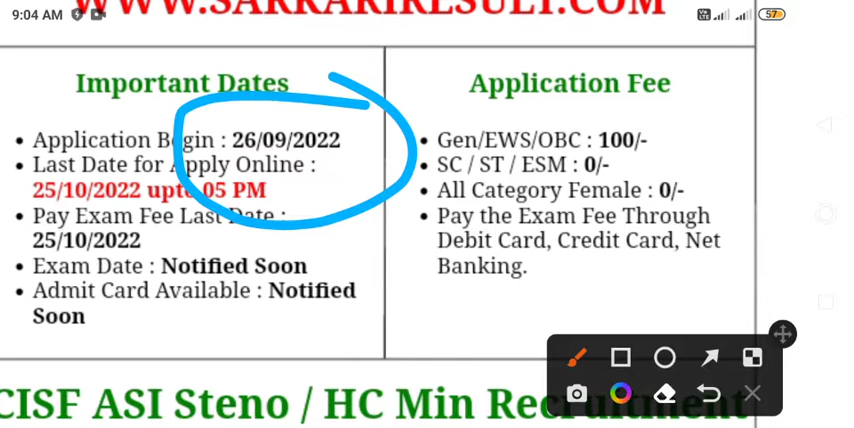 9:04 AM
57
WWW.SARKARIRESULT.COM
Important Dates
• Application Begin : 26/09/2022
• Last Date for Apply Online :
25/10/2022 upto 05 PM
• Pay Exam Fee Last Date :
25/10/2022
• Exam Date : Notified Soon
• Admit Card Available : Notified
Soon
Application Fee
• Gen/EWS/OBC : 100/-
• SC / ST / ESM : 0/-
• All Category Female : 0/-
• Pay the Exam Fee Through
Debit Card, Credit Card, Net
Banking.
CISF ASI Steno / HC Min Recruitment